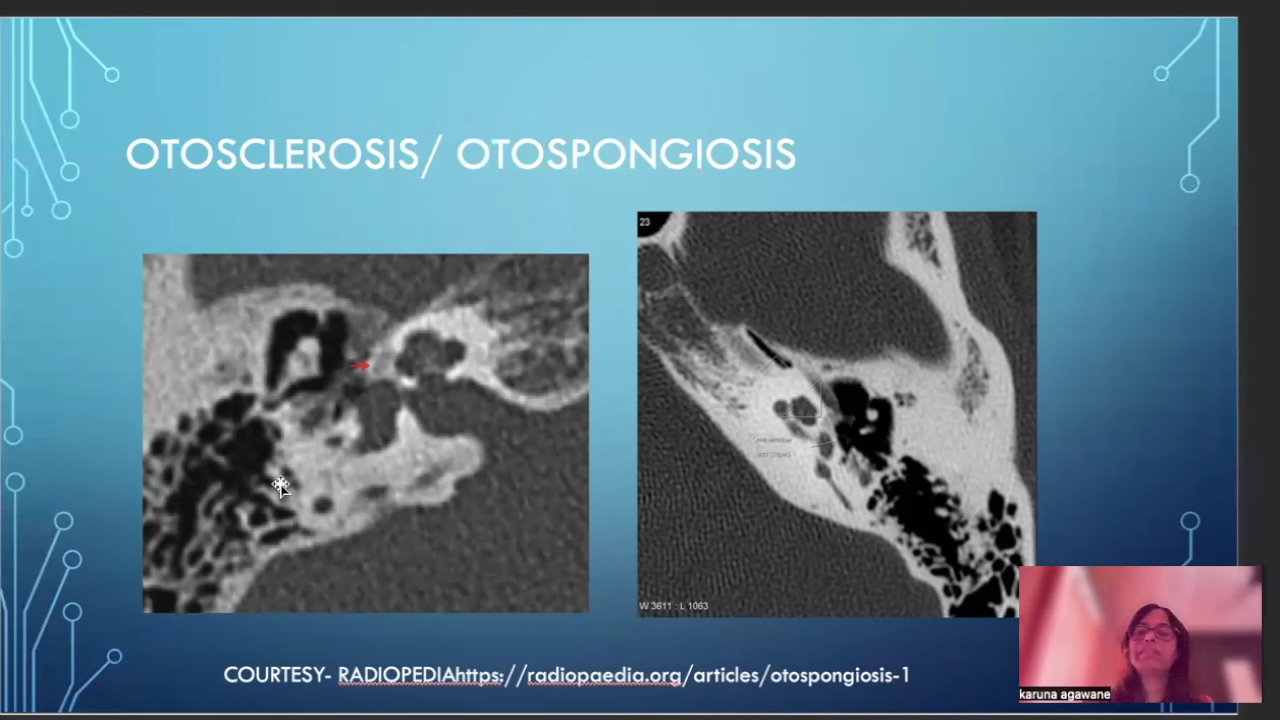 OTOSCLEROSIS/ OTOSPONGIOSIS
23
W 3611 : L 1063
COURTESY- RADIOPEDIAhttps://radiopaedia.org/articles/otospongiosis-1
karuna agawane